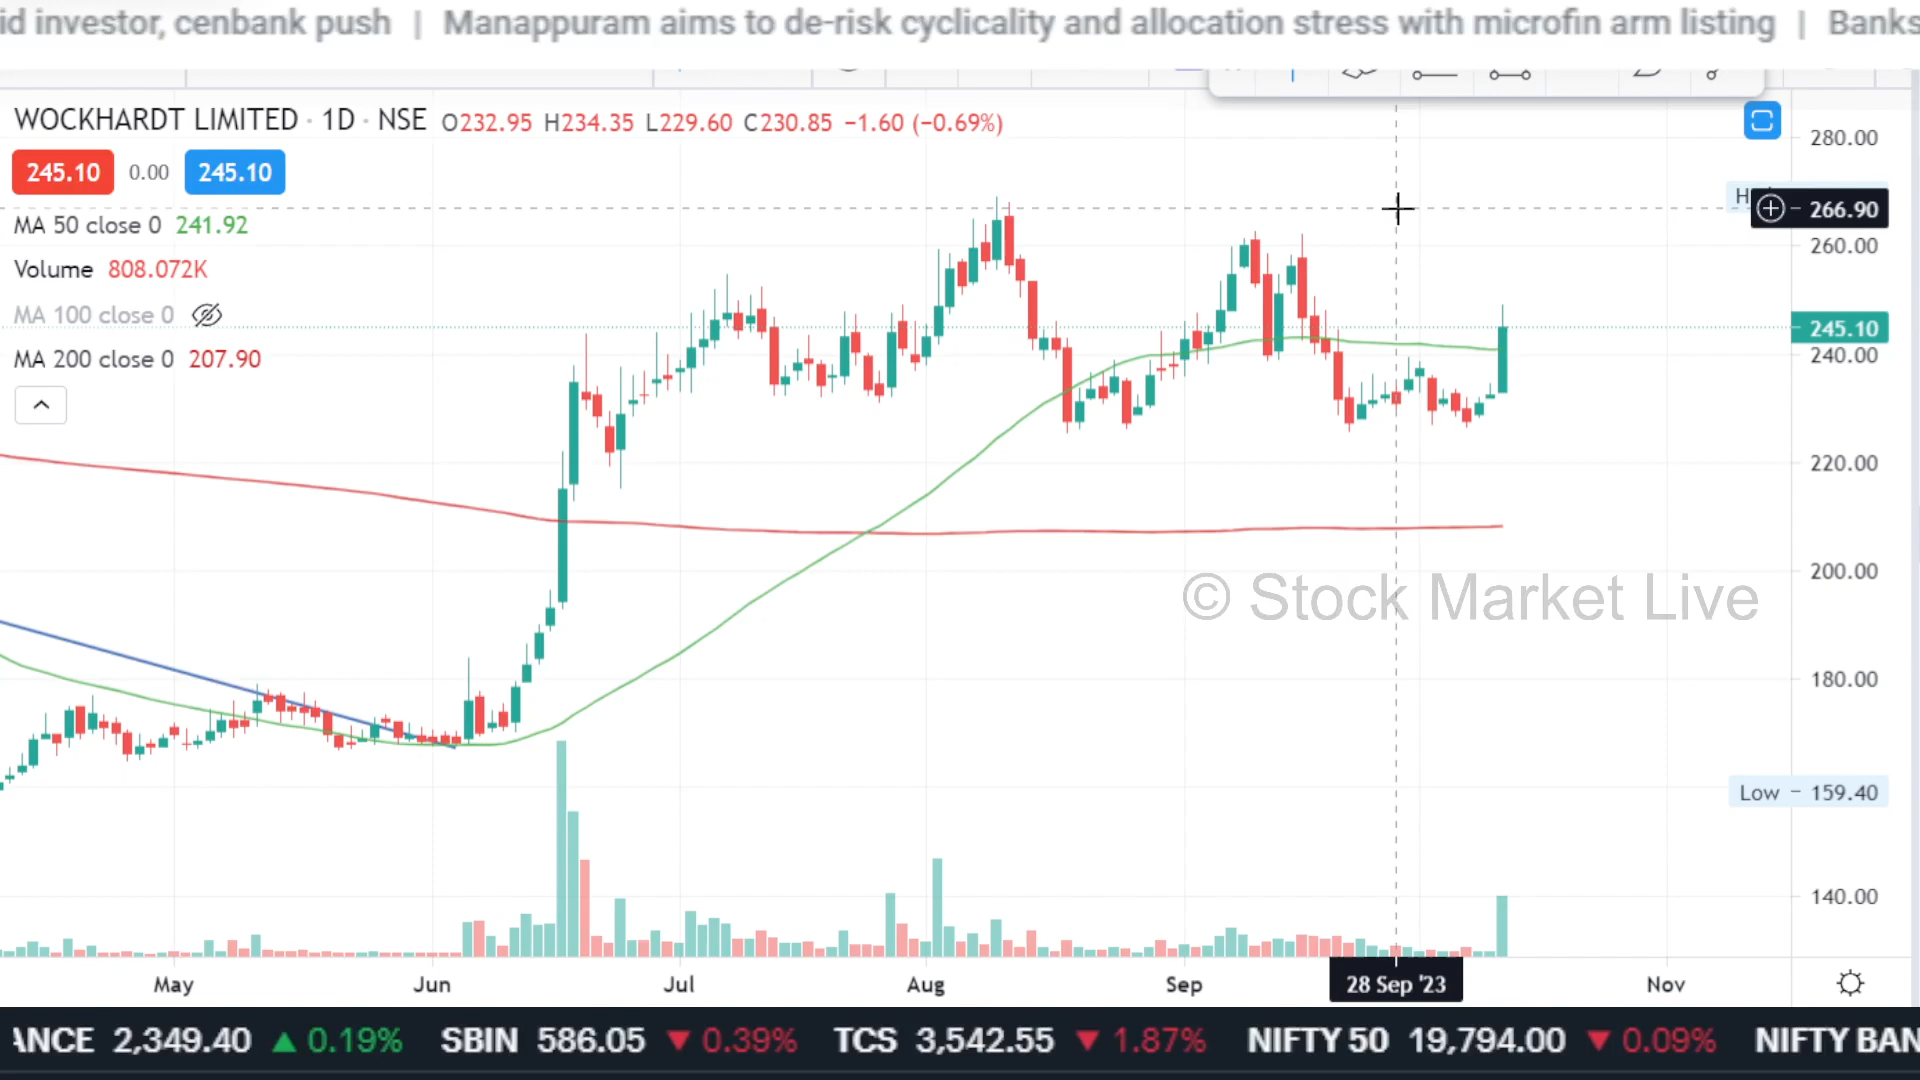 id investor, cenbank push | Manappuram aims to de-risk cyclicality and allocation stress with microfin arm listing | Banks
WOCKHARDT LIMITED · 1D · NSE O232.95 H234.35 L229.60 C230.85 −1.60 (−0.69%)
245.10 0.00 245.10
MA 50 close 0 241.92
Volume 808.072K
MA 100 close 0
MA 200 close 0 207.90
280.00
266.90
260.00
245.10
240.00
220.00
200.00
180.00
Low 159.40
140.00
© Stock Market Live
May Jun Jul Aug Sep 28 Sep '23 Nov
ANCE 2,349.40 ▲ 0.19% SBIN 586.05 ▼ 0.39% TCS 3,542.55 ▼ 1.87% NIFTY 50 19,794.00 ▼ 0.09% NIFTY BAN